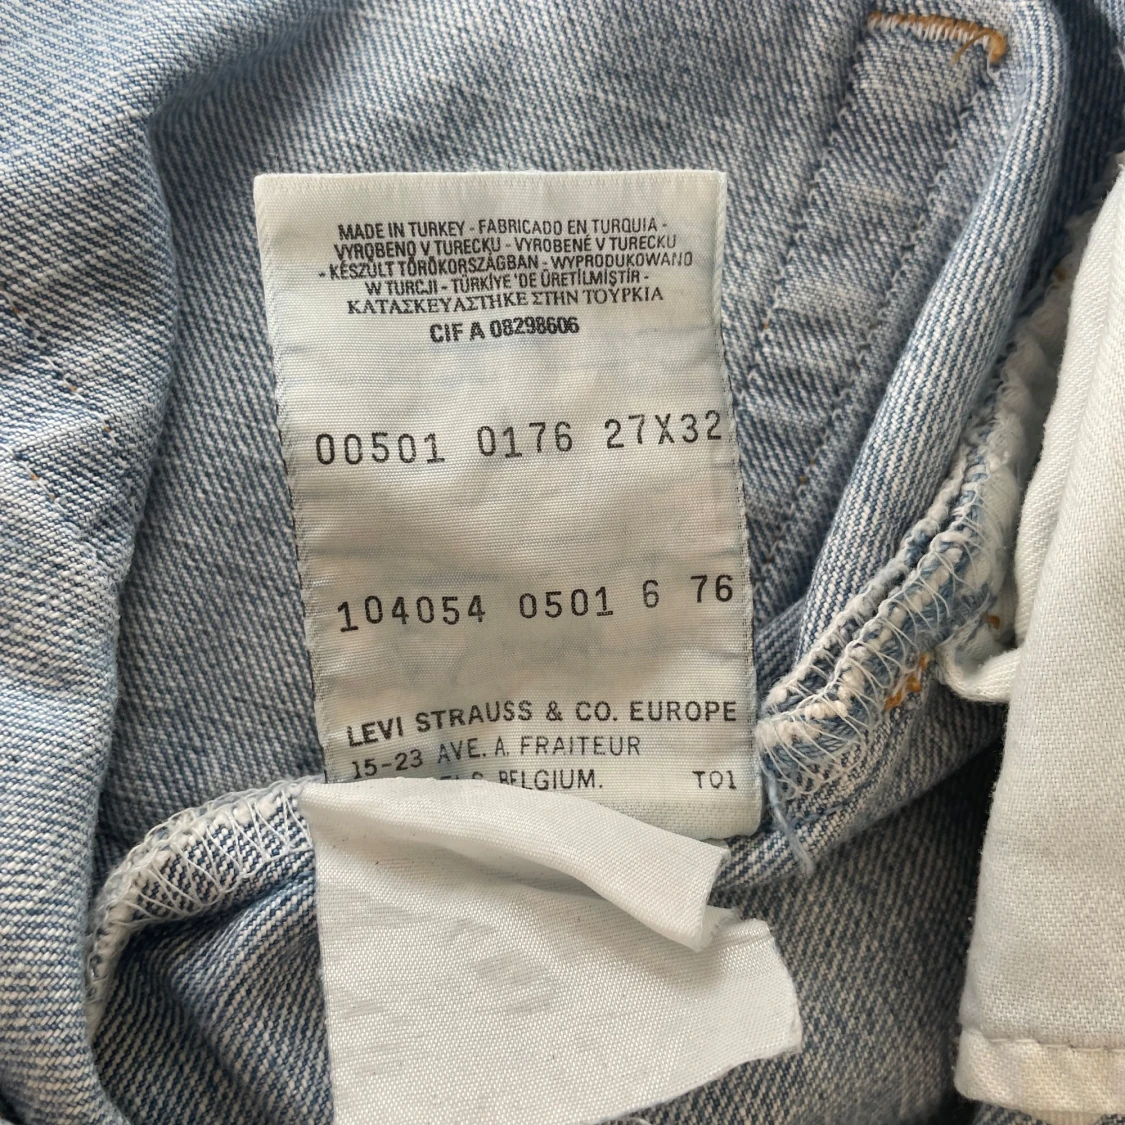 MADE IN TURKEY - FABRICADO EN TURQUIA -
VYROBENO V TURECKU - VYROBENÉ V TURECKU
- KÉSZÜLT TÖRÖKORSZÁGBAN - WYPRODUKOWANO
W TURCJI - TÜRKİYE'DE ÜRETİLMİŞTİR -
ΚΑΤΑΣΚΕΥΑΣΤΗΚΕ ΣΤΗΝ ΤΟΥΡΚΙΑ
CIF A 08298606
00501 0176 27X32
104054 0501 6 76
LEVI STRAUSS & CO. EUROPE
15-23 AVE. A. FRAITEUR
BELGIUM. T01